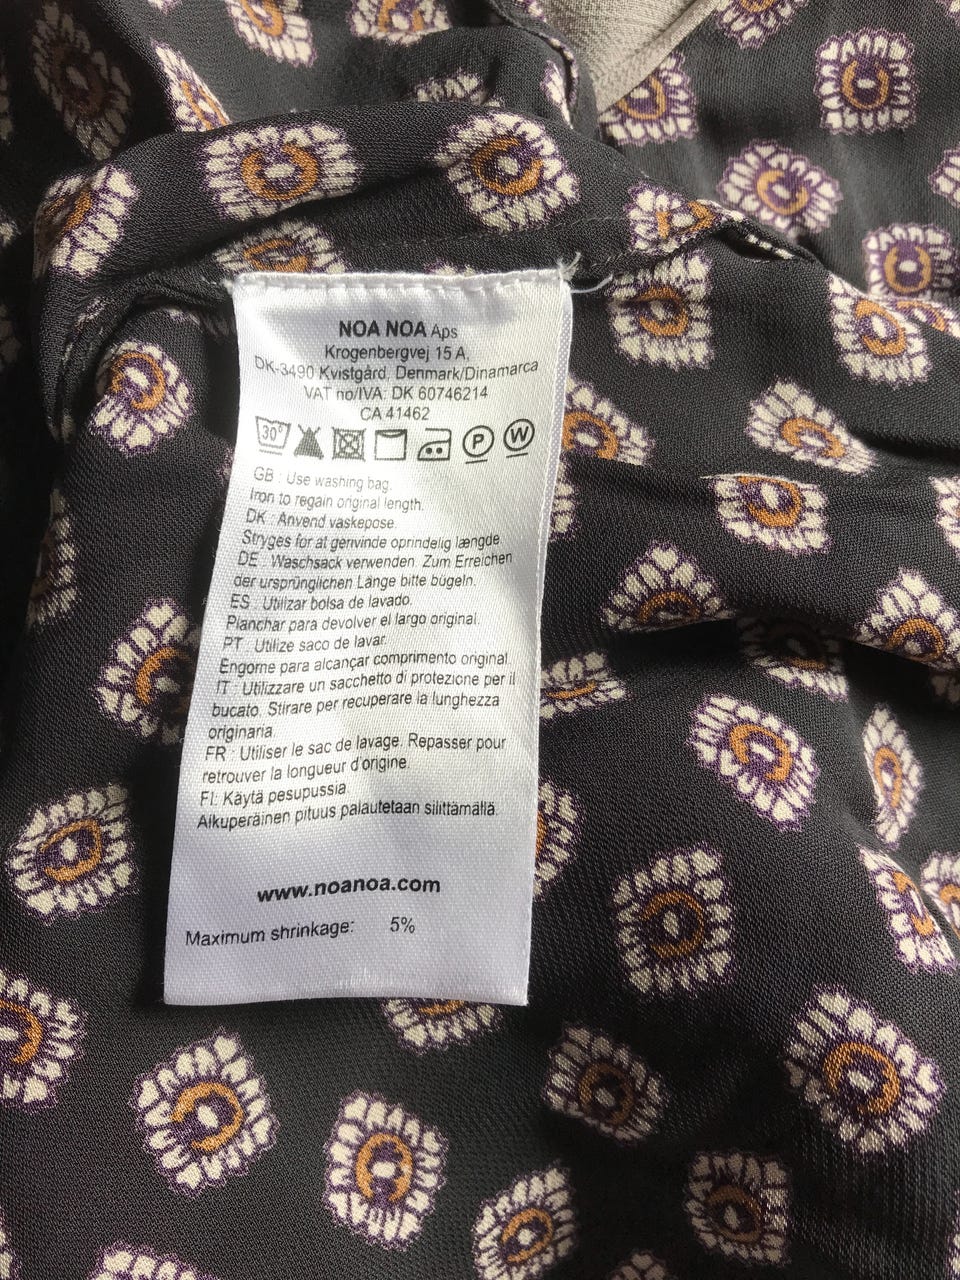 NOA NOA Aps
Krogenbergvej 15 A,
DK-3490 Kvistgård, Denmark/Dinamarca
VAT no/IVA: DK 60746214
CA 41462
30° P W
GB : Use washing bag.
Iron to regain original length.
DK : Anvend vaskepose.
Stryges for at genvinde oprindelig længde.
DE : Waschsack verwenden. Zum Erreichen
der ursprünglichen Länge bitte bügeln.
ES : Utilizar bolsa de lavado.
Planchar para devolver el largo original.
PT : Utilize saco de lavar.
Engome para alcançar comprimento original.
IT : Utilizzare un sacchetto di protezione per il
bucato. Stirare per recuperare la lunghezza
originaria.
FR : Utiliser le sac de lavage. Repasser pour
retrouver la longueur d'origine.
FI: Käytä pesupussia.
Alkuperäinen pituus palautetaan silittämällä.
www.noanoa.com
Maximum shrinkage: 5%